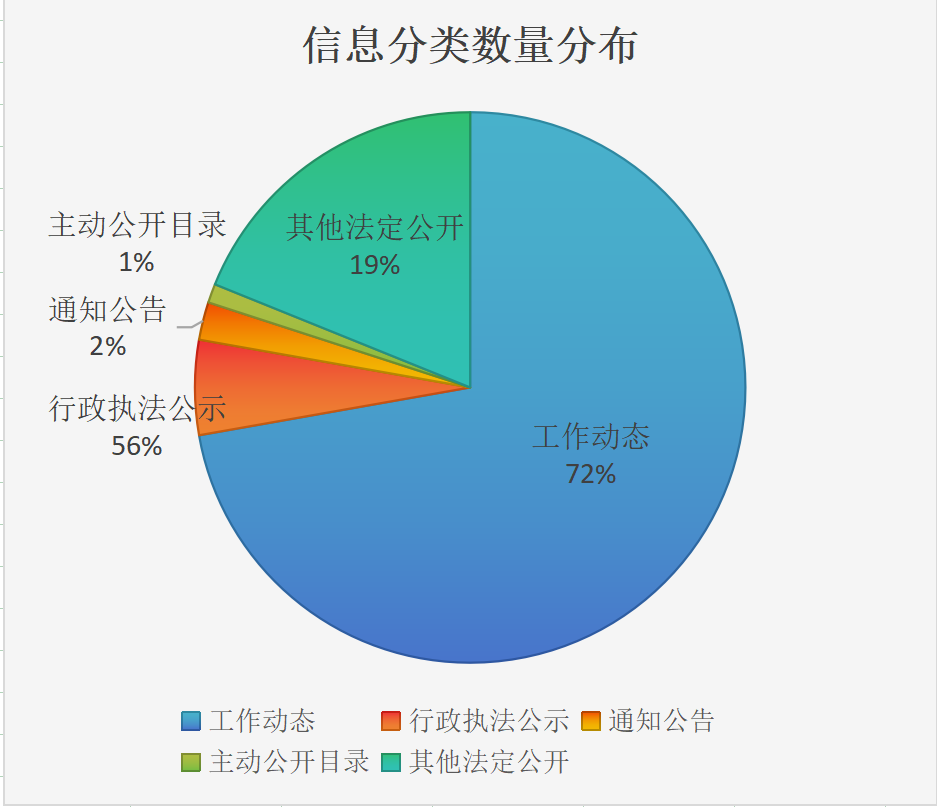 信息分类数量分布
主动公开目录
1%
其他法定公开
19%
通知公告
2%
行政执法公示
56%
工作动态
72%
工作动态 行政执法公示 通知公告
主动公开目录 其他法定公开